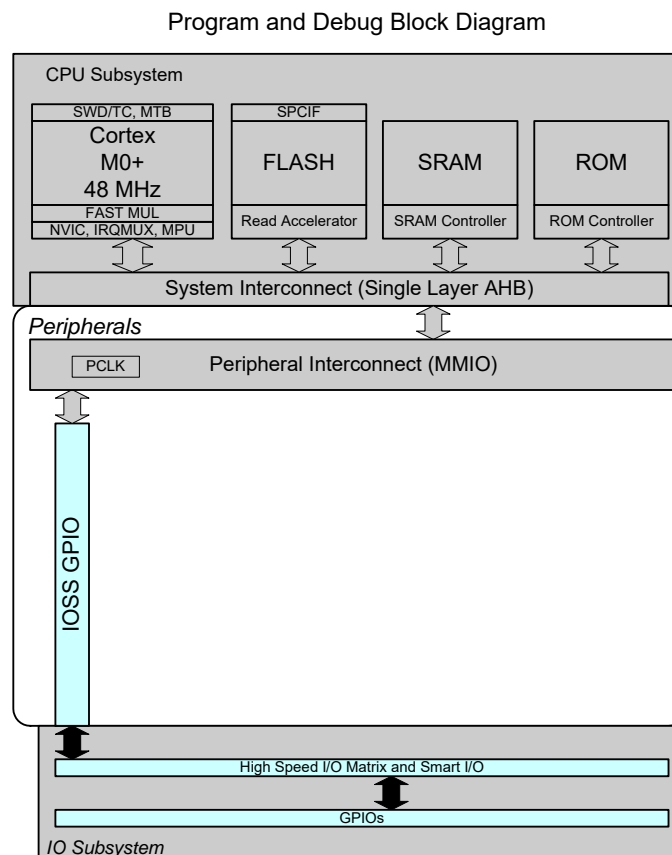 Program and Debug Block Diagram
CPU Subsystem
SWD/TC, MTB
Cortex
M0+
48 MHz
FAST MUL
NVIC, IRQMUX, MPU
SPCIF
FLASH
Read Accelerator
SRAM
SRAM Controller
ROM
ROM Controller
System Interconnect (Single Layer AHB)
Peripherals
PCLK
Peripheral Interconnect (MMIO)
IOSS GPIO
High Speed I/O Matrix and Smart I/O
GPIOs
IO Subsystem